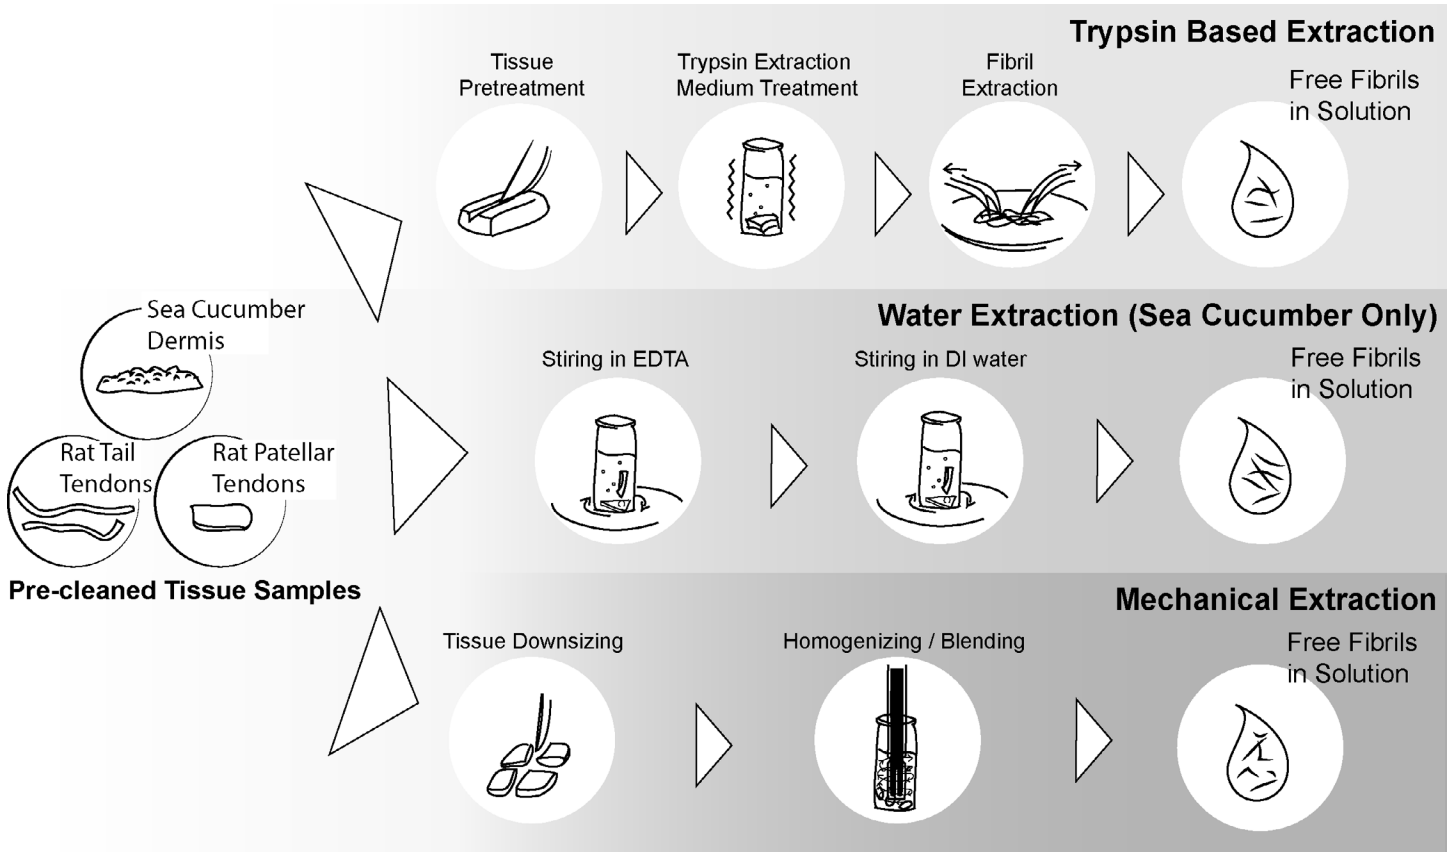 Trypsin Based Extraction
Tissue
Pretreatment
Trypsin Extraction
Medium Treatment
Fibril
Extraction
Free Fibrils
in Solution
Water Extraction (Sea Cucumber Only)
Stiring in EDTA
Stiring in DI water
Free Fibrils
in Solution
Sea Cucumber
Dermis
Rat Tail
Tendons
Rat Patellar
Tendons
Pre-cleaned Tissue Samples
Mechanical Extraction
Tissue Downsizing
Homogenizing / Blending
Free Fibrils
in Solution